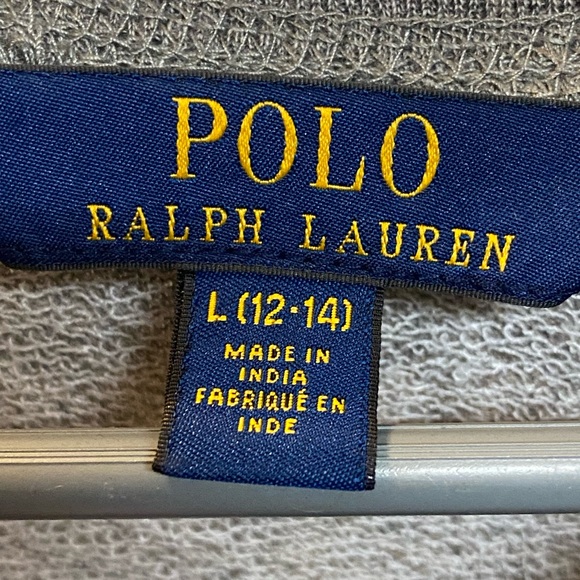 POLO
RALPH LAUREN
L (12·14)
MADE IN
INDIA
FABRIQUÉ EN
INDE